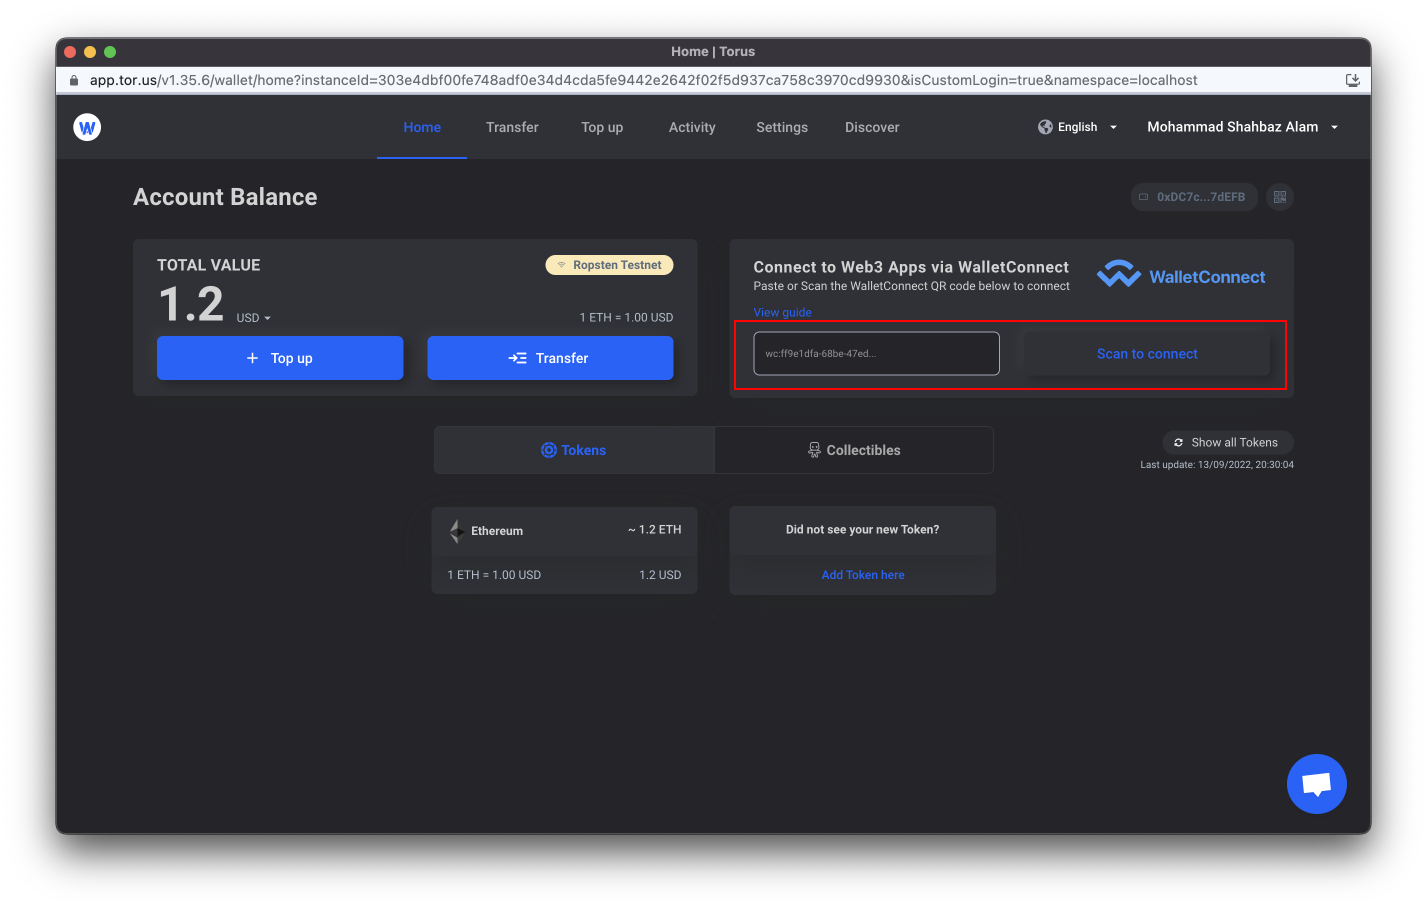 Home | Torus
app.tor.us/v1.35.6/wallet/home?instanceId=303e4dbf00fe748adf0e34d4cda5fe9442e2642f02f5d937ca758c3970cd9930&isCustomLogin=true&namespace=localhost
W
Home
Transfer
Top up
Activity
Settings
Discover
English
Mohammad Shahbaz Alam
Account Balance
0xDC7c...7dEFB
TOTAL VALUE
Ropsten Testnet
1.2 USD
1 ETH = 1.00 USD
+ Top up
Transfer
Connect to Web3 Apps via WalletConnect
Paste or Scan the WalletConnect QR code below to connect
View guide
WalletConnect
wc:ff9e1dfa-68be-47ed...
Scan to connect
Tokens
Collectibles
Show all Tokens
Last update: 13/09/2022, 20:30:04
Ethereum
~ 1.2 ETH
1 ETH = 1.00 USD
1.2 USD
Did not see your new Token?
Add Token here